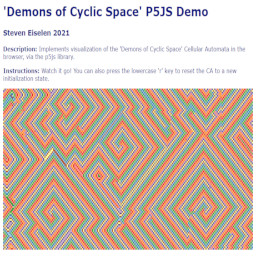 'Demons of Cyclic Space' P5JS Demo
Steven Eiselen 2021
Description: Implements visualization of the 'Demons of Cyclic Space' Cellular Automata in the
browser, via the p5js library.
Instructions: Watch it go! You can also press the lowercase 'r' key to reset the CA to a new
initialization state.